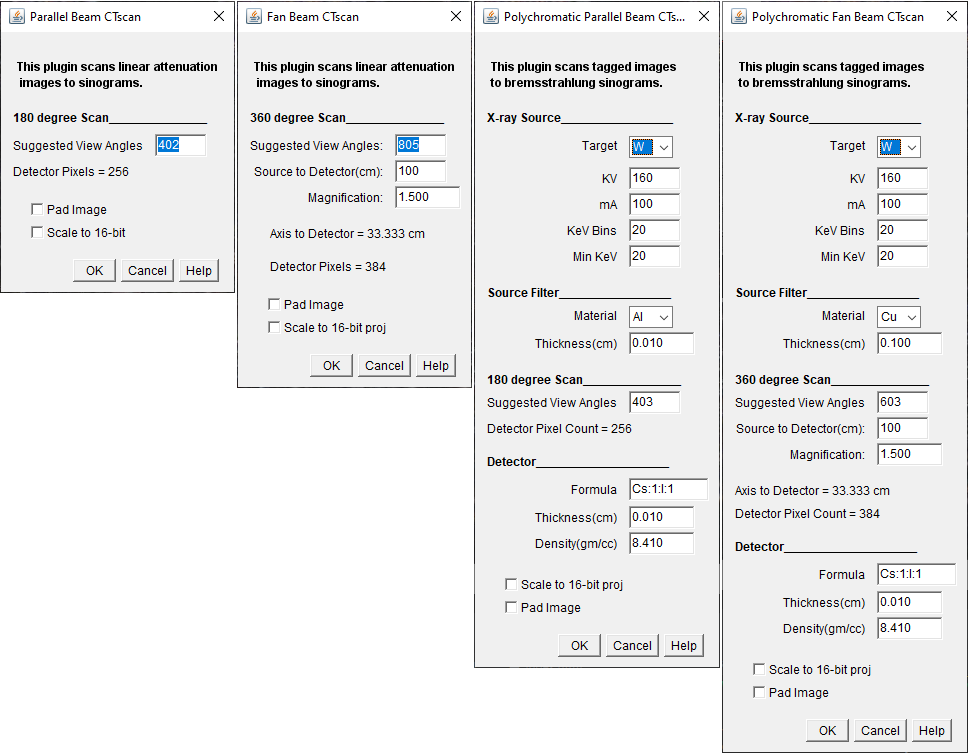 Parallel Beam CTscan
This plugin scans linear attenuation
images to sinograms.
180 degree Scan_______________
Suggested View Angles 402
Detector Pixels = 256
Pad Image
Scale to 16-bit
OK Cancel Help
Fan Beam CTscan
This plugin scans linear attenuation
images to sinograms.
360 degree Scan_______________
Suggested View Angles: 805
Source to Detector(cm): 100
Magnification: 1.500
Axis to Detector = 33.333 cm
Detector Pixels = 384
Pad Image
Scale to 16-bit proj
OK Cancel Help
Polychromatic Parallel Beam CTs...
This plugin scans tagged images
to bremsstrahlung sinograms.
X-ray Source_________________
Target W
KV 160
mA 100
KeV Bins 20
Min KeV 20
Source Filter_________________
Material Al
Thickness(cm) 0.010
180 degree Scan_______________
Suggested View Angles 403
Detector Pixel Count = 256
Detector____________________
Formula Cs:1:I:1
Thickness(cm) 0.010
Density(gm/cc) 8.410
Scale to 16-bit proj
Pad Image
OK Cancel Help
Polychromatic Fan Beam CTscan
This plugin scans tagged images
to bremsstrahlung sinograms.
X-ray Source_________________
Target W
KV 160
mA 100
KeV Bins 20
Min KeV 20
Source Filter_________________
Material Cu
Thickness(cm) 0.100
360 degree Scan_______________
Suggested View Angles 603
Source to Detector(cm): 100
Magnification: 1.500
Axis to Detector = 33.333 cm
Detector Pixel Count = 384
Detector____________________
Formula Cs:1:I:1
Thickness(cm) 0.010
Density(gm/cc) 8.410
Scale to 16-bit proj
Pad Image
OK Cancel Help